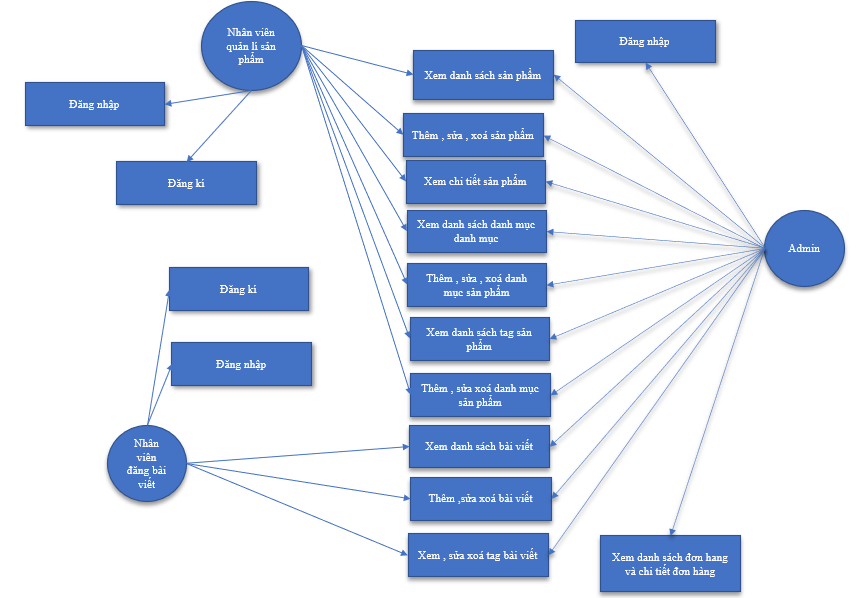 Nhân viên
quản lí sản
phẩm
Đăng nhập
Xem danh sách sản phẩm
Đăng nhập
Thêm , sửa , xoá sản phẩm
Đăng kí
Xem chi tiết sản phẩm
Xem danh sách danh mục
danh mục
Admin
Đăng kí
Thêm , sửa , xoá danh
mục sản phẩm
Xem danh sách tag sản
phẩm
Đăng nhập
Thêm , sửa xoá danh mục
sản phẩm
Nhân
viên
đăng bài
viết
Xem danh sách bài viết
Thêm ,sửa xoá bài viết
Xem , sửa xoá tag bài viết
Xem danh sách đơn hang
và chi tiết đơn hàng